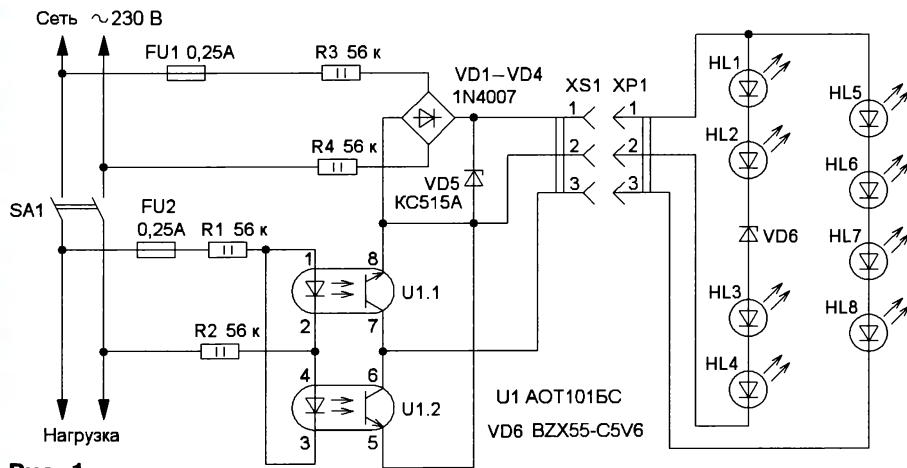 Сеть ~230 В
FU1 0,25А
R3 56 к
VD1–VD4
1N4007
XS1 XP1
1 1
2 2
3 3
R4 56 к
VD5
КС515А
SA1
FU2
0,25А
R1 56 к
R2 56 к
1
2
8
7
U1.1
4
3
6
5
U1.2
HL1
HL2
VD6
HL3
HL4
HL5
HL6
HL7
HL8
U1 АОТ101БС
VD6 BZX55-C5V6
Нагрузка
Рис. 1